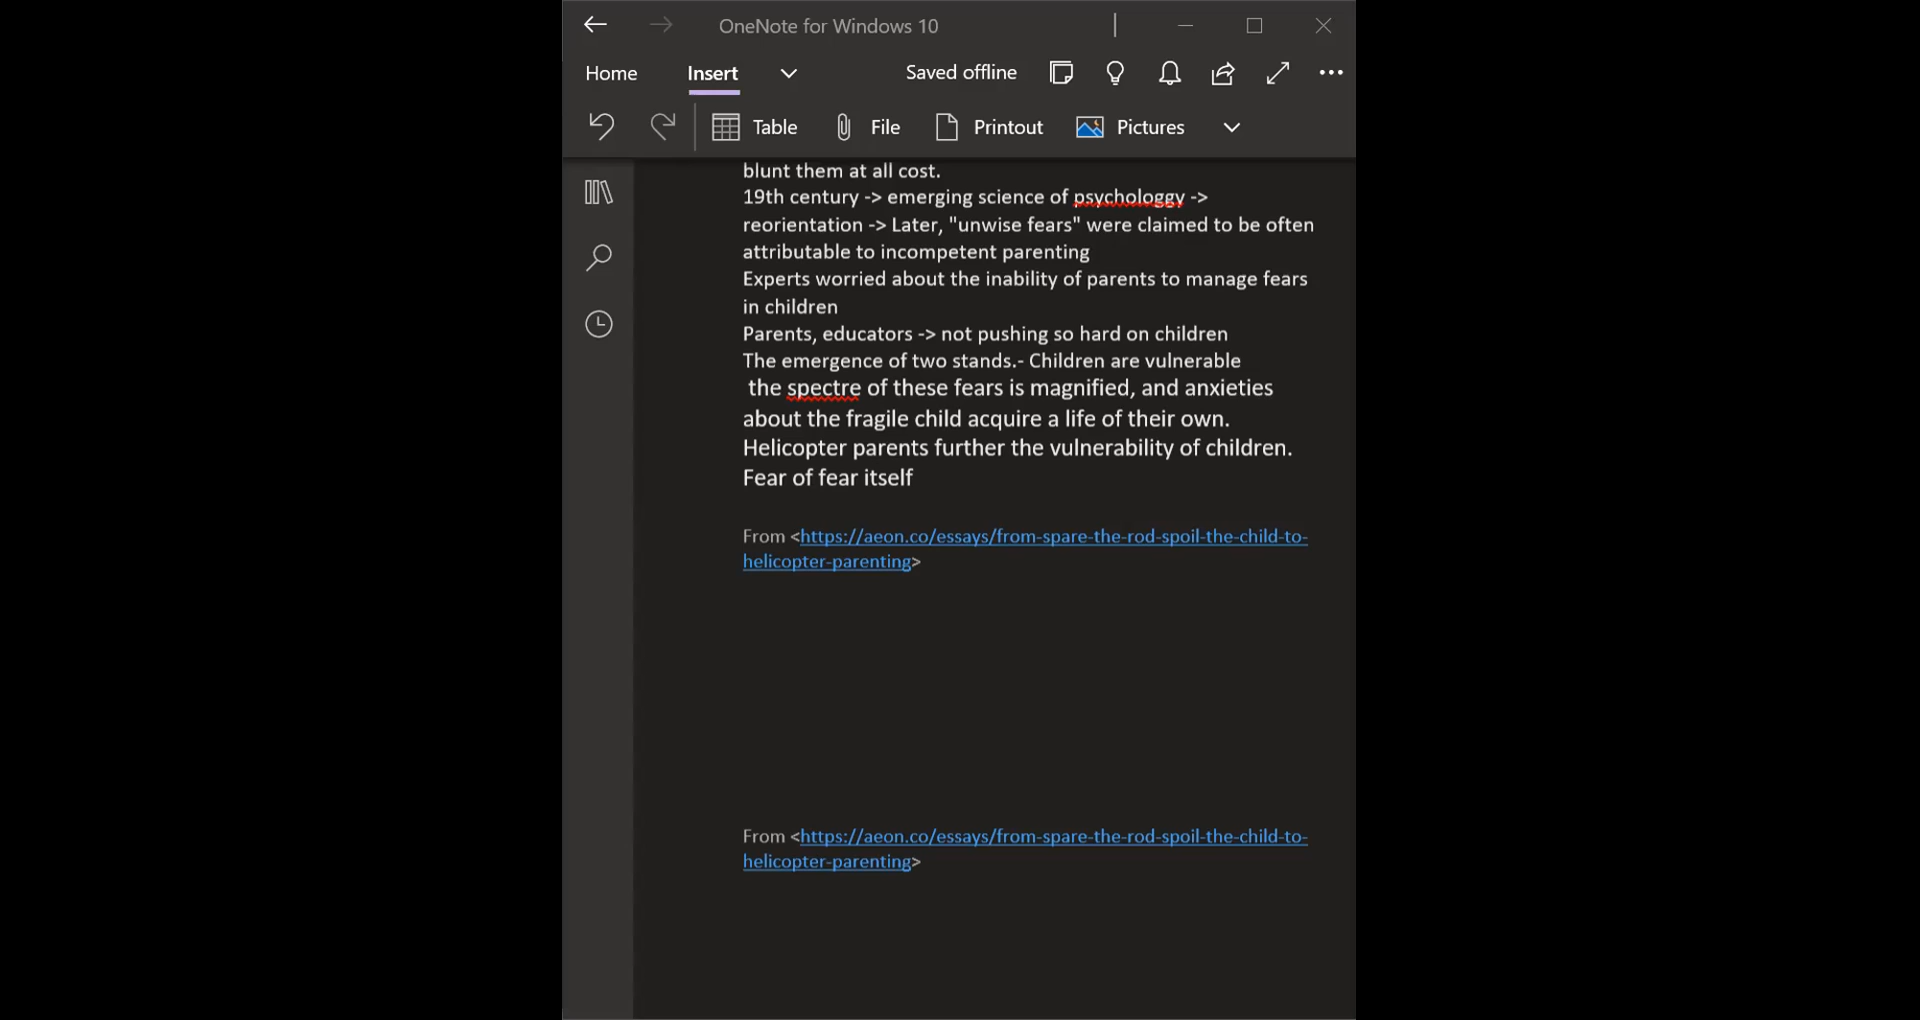 OneNote for Windows 10
Home Insert Saved offline
Table File Printout Pictures
blunt them at all cost.
19th century -> emerging science of psychologgy ->
reorientation -> Later, "unwise fears" were claimed to be often
attributable to incompetent parenting
Experts worried about the inability of parents to manage fears
in children
Parents, educators -> not pushing so hard on children
The emergence of two stands.- Children are vulnerable
the spectre of these fears is magnified, and anxieties
about the fragile child acquire a life of their own.
Helicopter parents further the vulnerability of children.
Fear of fear itself
From <https://aeon.co/essays/from-spare-the-rod-spoil-the-child-to-
helicopter-parenting>
From <https://aeon.co/essays/from-spare-the-rod-spoil-the-child-to-
helicopter-parenting>